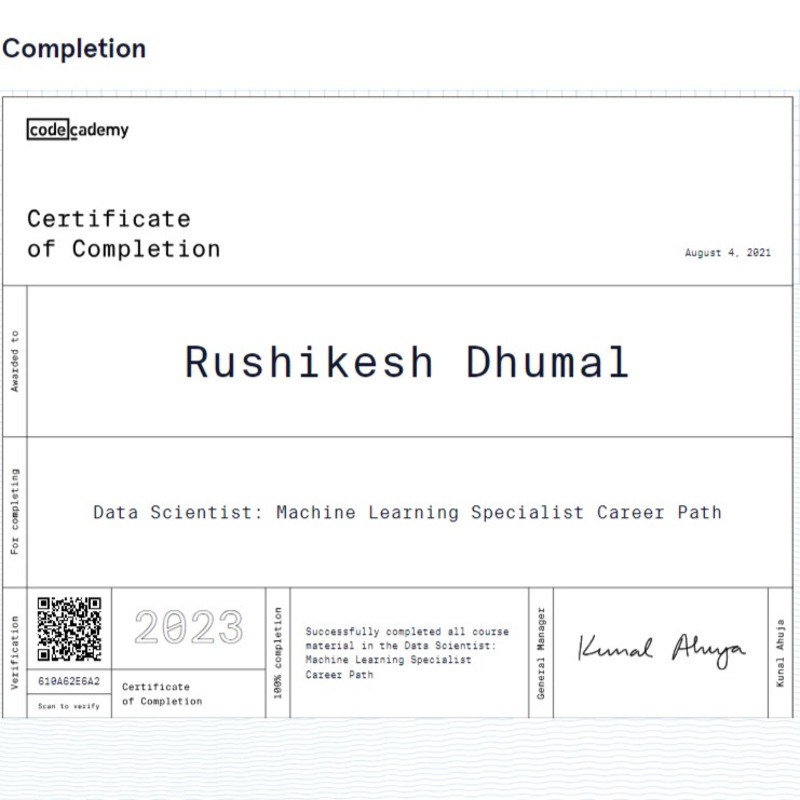 Completion
codecademy
Certificate
of Completion
August 4, 2021
Awarded to
Rushikesh Dhumal
For completing
Data Scientist: Machine Learning Specialist Career Path
Verification
610A62E6A2
Scan to verify
2023
Certificate
of Completion
100% completion
Successfully completed all course
material in the Data Scientist:
Machine Learning Specialist
Career Path
General Manager
Kunal Ahuja
Kunal Ahuja